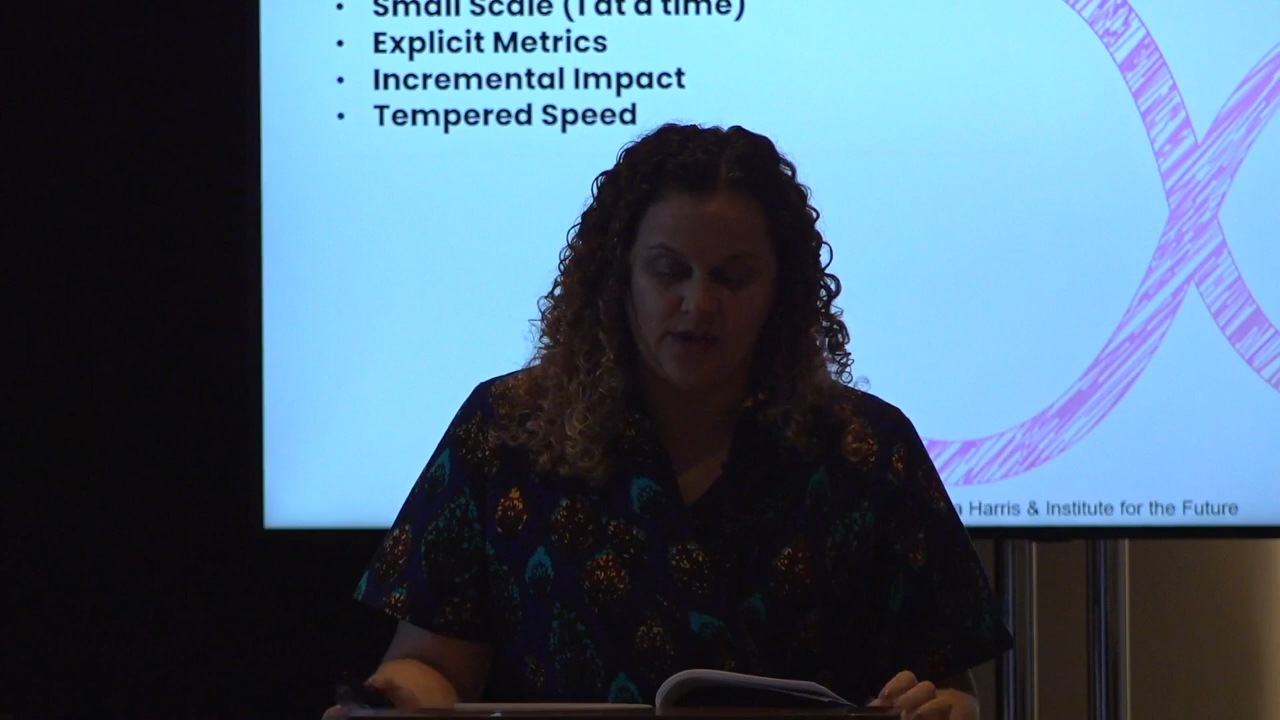 Small Scale (1 at a time)
Explicit Metrics
Incremental Impact
Tempered Speed
a Harris & Institute for the Future